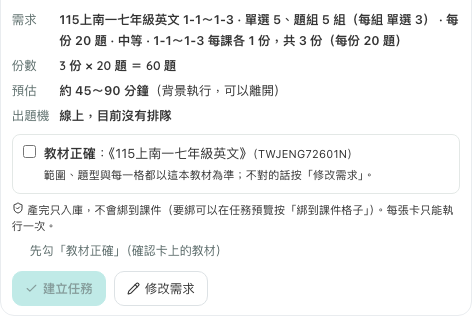 需求 115上南一七年級英文 1-1～1-3 · 單選 5、題組 5 組（每組 單選 3） · 每
份 20 題 · 中等 · 1-1～1-3 每課各 1 份，共 3 份（每份 20 題）
份數 3 份 × 20 題 ＝ 60 題
預估 約 45～90 分鐘（背景執行，可以離開）
出題機 線上，目前沒有排隊
教材正確：《115上南一七年級英文》（TWJENG72601N）
範圍、題型與每一格都以這本教材為準；不對的話按「修改需求」。
產完只入庫，不會綁到課件（要綁可以在任務預覽按「綁到課件格子」）。每張卡只能執
行一次。
先勾「教材正確」（確認卡上的教材）
建立任務 修改需求